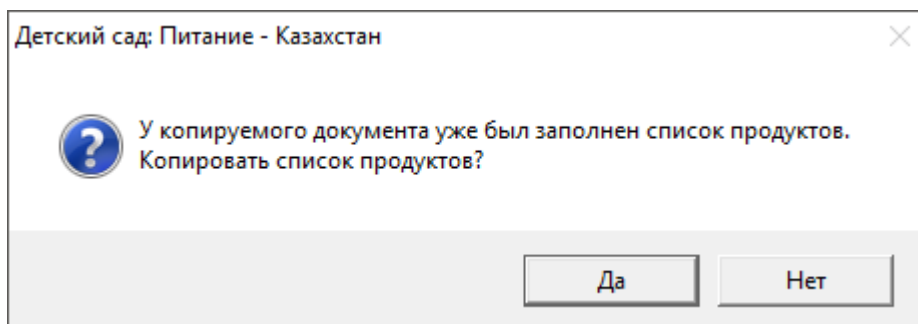 Детский сад: Питание - Казахстан
У копируемого документа уже был заполнен список продуктов.
Копировать список продуктов?
Да
Нет